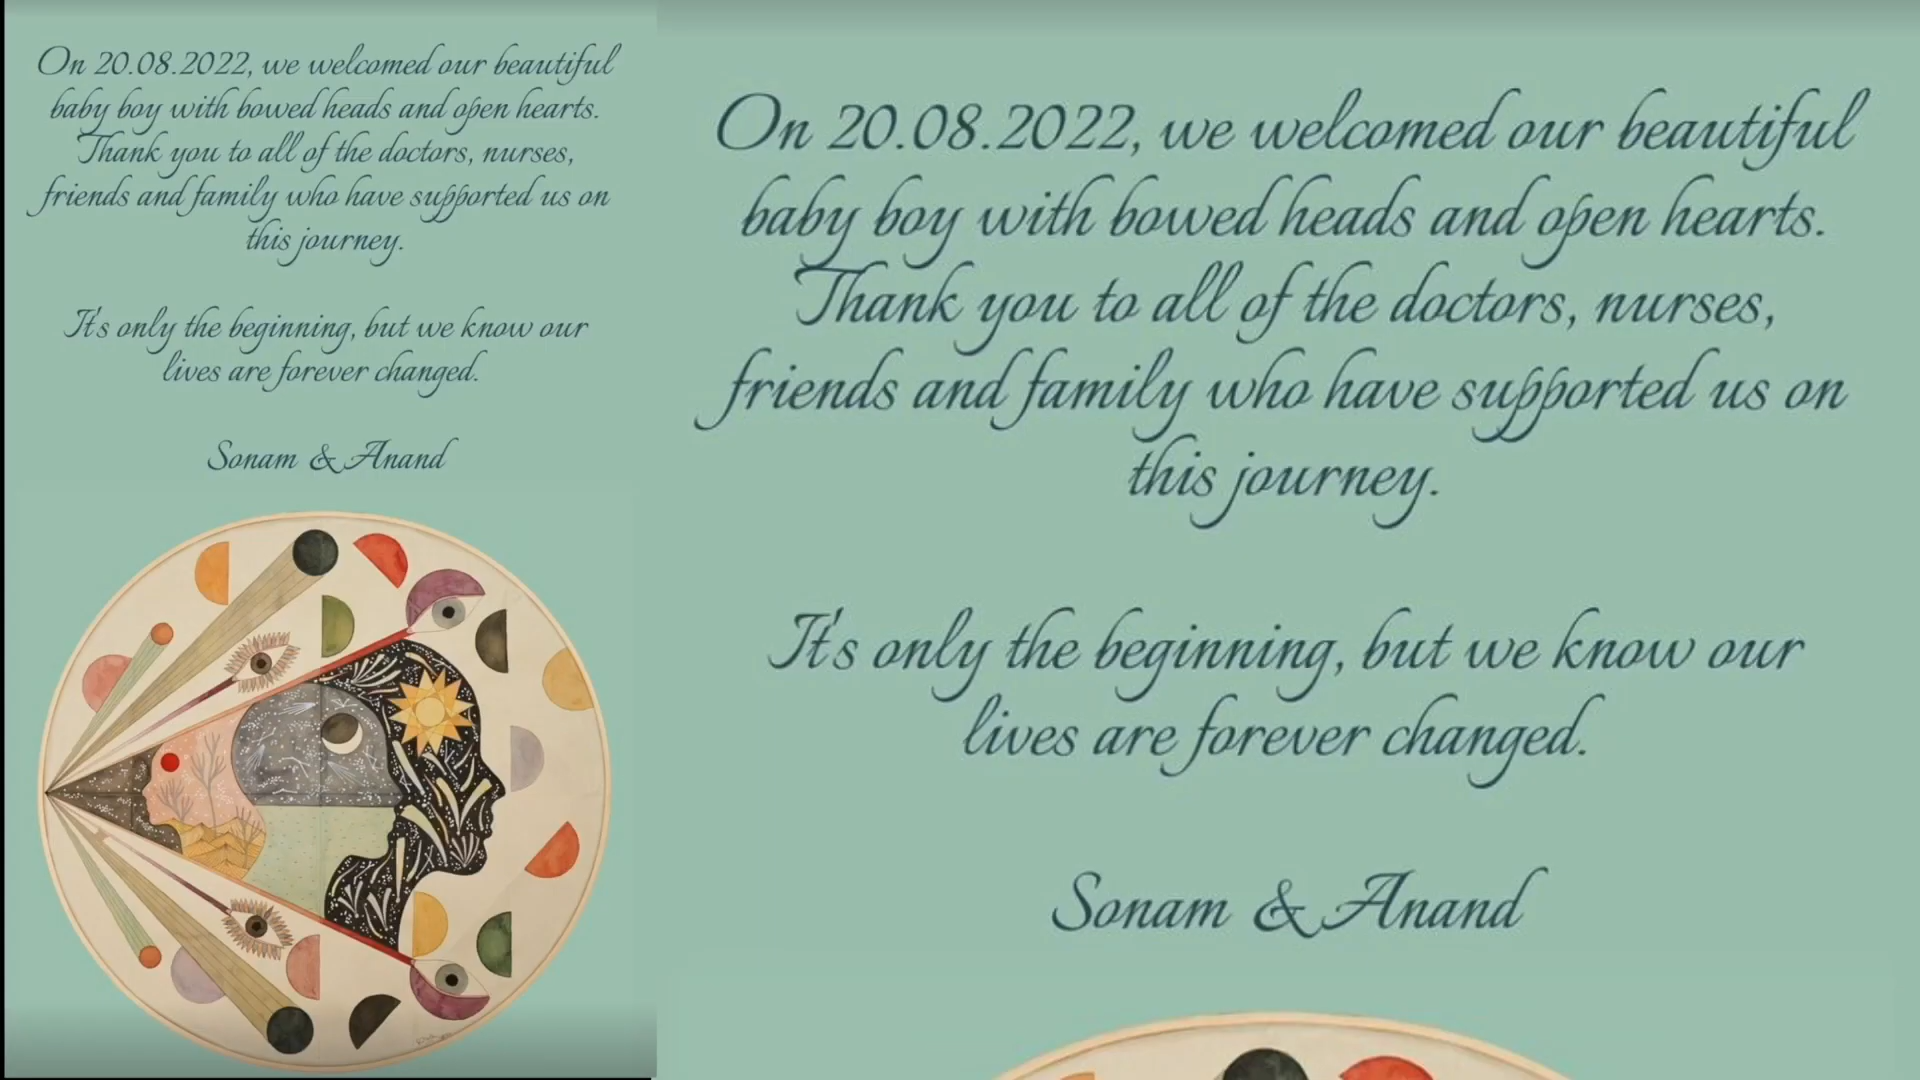 On 20.08.2022, we welcomed our beautiful
baby boy with bowed heads and open hearts.
Thank you to all of the doctors, nurses,
friends and family who have supported us on
this journey.
It's only the beginning, but we know our
lives are forever changed.
Sonam & Anand
On 20.08.2022, we welcomed our beautiful
baby boy with bowed heads and open hearts.
Thank you to all of the doctors, nurses,
friends and family who have supported us on
this journey.
It's only the beginning, but we know our
lives are forever changed.
Sonam & Anand